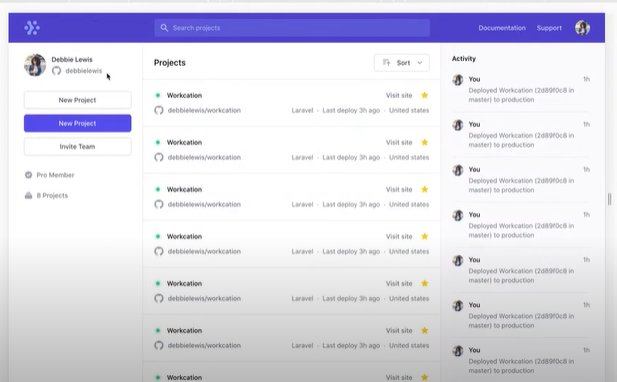 Search projects
Documentation
Support
Debbie Lewis
debbielewis
New Project
New Project
Invite Team
Pro Member
8 Projects
Projects
Sort
Workcation
Visit site
debbielewis/workcation
Laravel · Last deploy 3h ago · United states
Workcation
Visit site
debbielewis/workcation
Laravel · Last deploy 3h ago · United states
Workcation
Visit site
debbielewis/workcation
Laravel · Last deploy 3h ago · United states
Workcation
Visit site
debbielewis/workcation
Laravel · Last deploy 3h ago · United states
Workcation
Visit site
debbielewis/workcation
Laravel · Last deploy 3h ago · United states
Workcation
Visit site
debbielewis/workcation
Laravel · Last deploy 3h ago · United states
Workcation
Visit site
Activity
You 1h
Deployed Workcation (2d89f0c8 in
master) to production
You 1h
Deployed Workcation (2d89f0c8 in
master) to production
You 1h
Deployed Workcation (2d89f0c8 in
master) to production
You 1h
Deployed Workcation (2d89f0c8 in
master) to production
You 1h
Deployed Workcation (2d89f0c8 in
master) to production
You 1h
Deployed Workcation (2d89f0c8 in
master) to production
You 1h
Deployed Workcation (2d89f0c8 in
master) to production